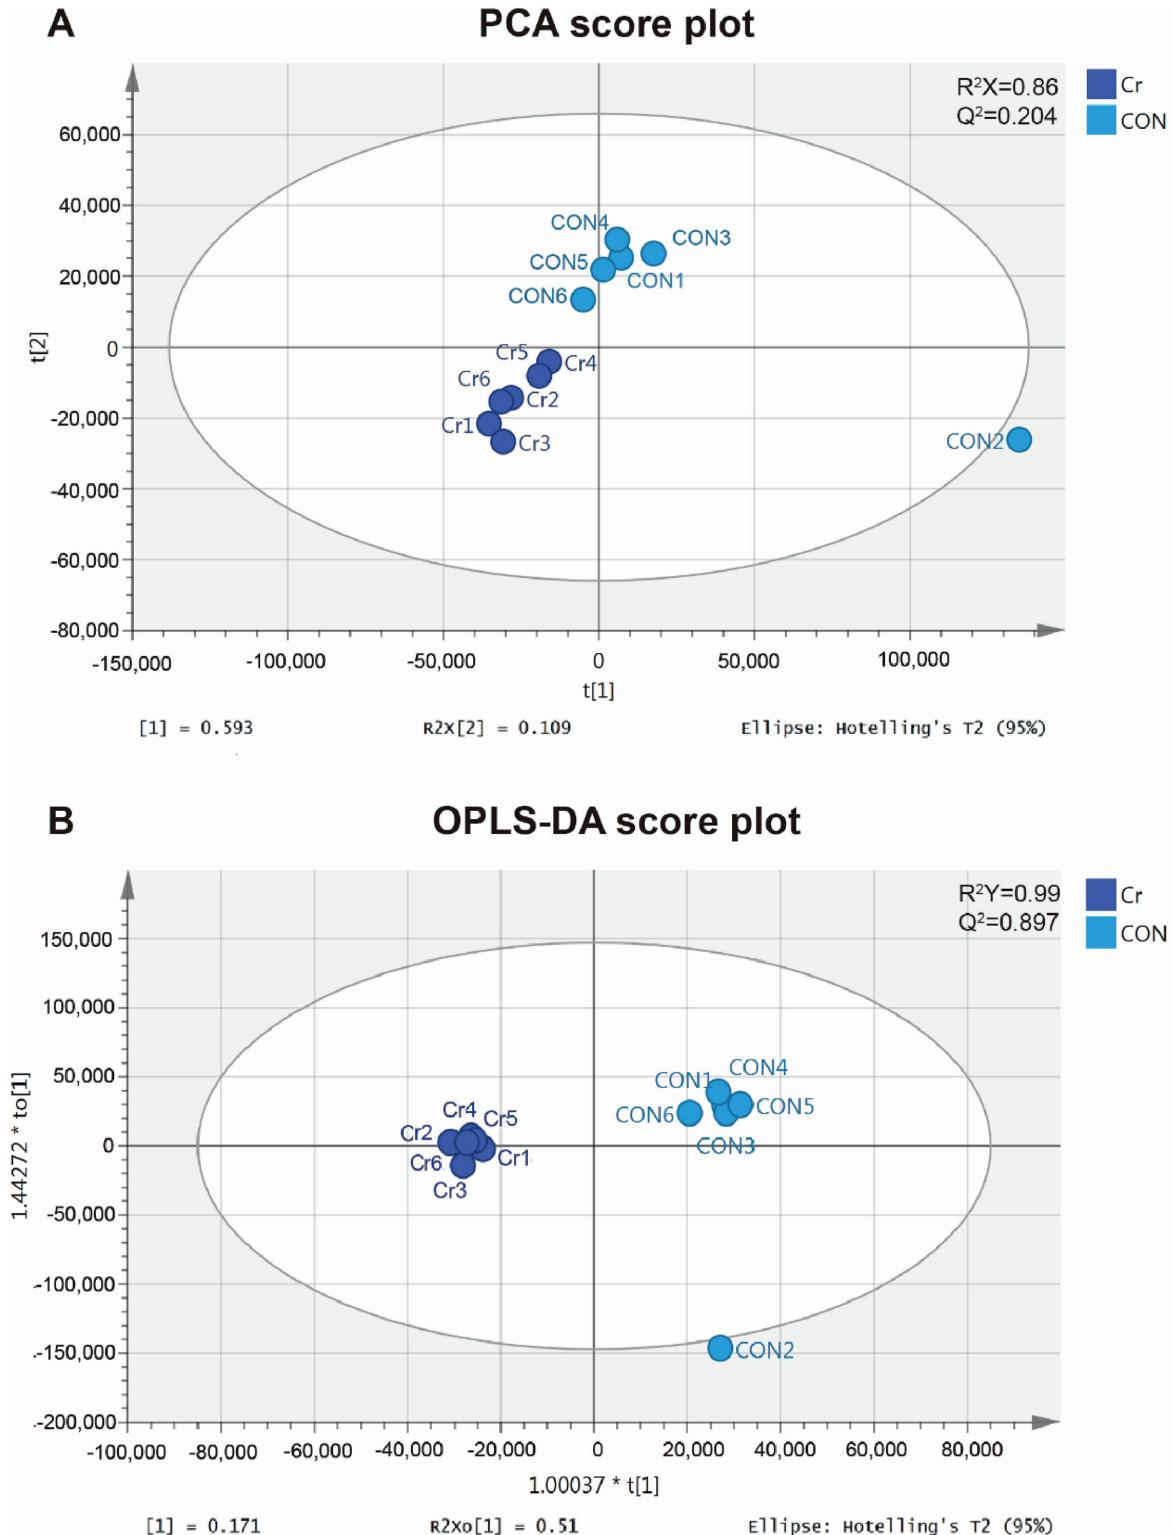 A
PCA score plot
R²X=0.86
Q²=0.204
Cr
CON
60,000
40,000
20,000
0
-20,000
-40,000
-60,000
-80,000
t[2]
CON4
CON3
CON5
CON1
CON6
Cr5
Cr4
Cr6
Cr2
Cr1
Cr3
CON2
-150,000
-100,000
-50,000
0
50,000
100,000
t[1]
[1] = 0.593
R2X[2] = 0.109
Ellipse: Hotelling's T2 (95%)
B
OPLS-DA score plot
R²Y=0.99
Q²=0.897
Cr
CON
150,000
100,000
50,000
0
-50,000
-100,000
-150,000
-200,000
1.44272 * to[1]
CON4
CON1
CON5
CON6
CON3
Cr4
Cr5
Cr2
Cr1
Cr6
Cr3
CON2
-100,000
-80,000
-60,000
-40,000
-20,000
0
20,000
40,000
60,000
80,000
1.00037 * t[1]
[1] = 0.171
R2Xo[1] = 0.51
Ellipse: Hotelling's T2 (95%)